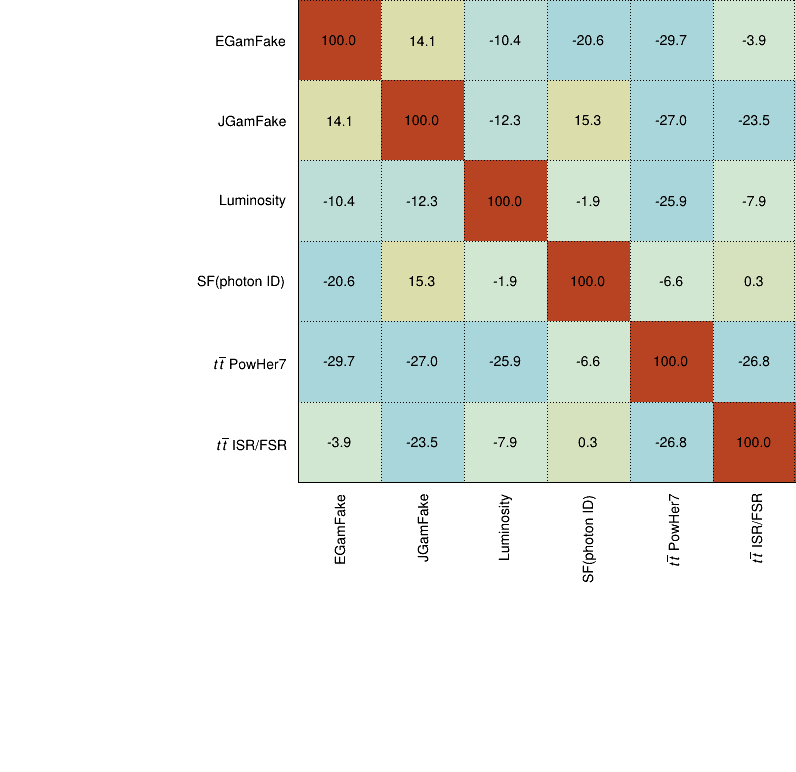 EGamFake 100.0 14.1 -10.4 -20.6 -29.7 -3.9
JGamFake 14.1 100.0 -12.3 15.3 -27.0 -23.5
Luminosity -10.4 -12.3 100.0 -1.9 -25.9 -7.9
SF(photon ID) -20.6 15.3 -1.9 100.0 -6.6 0.3
tt̅ PowHer7 -29.7 -27.0 -25.9 -6.6 100.0 -26.8
tt̅ ISR/FSR -3.9 -23.5 -7.9 0.3 -26.8 100.0
EGamFake
JGamFake
Luminosity
SF(photon ID)
tt̅ PowHer7
tt̅ ISR/FSR